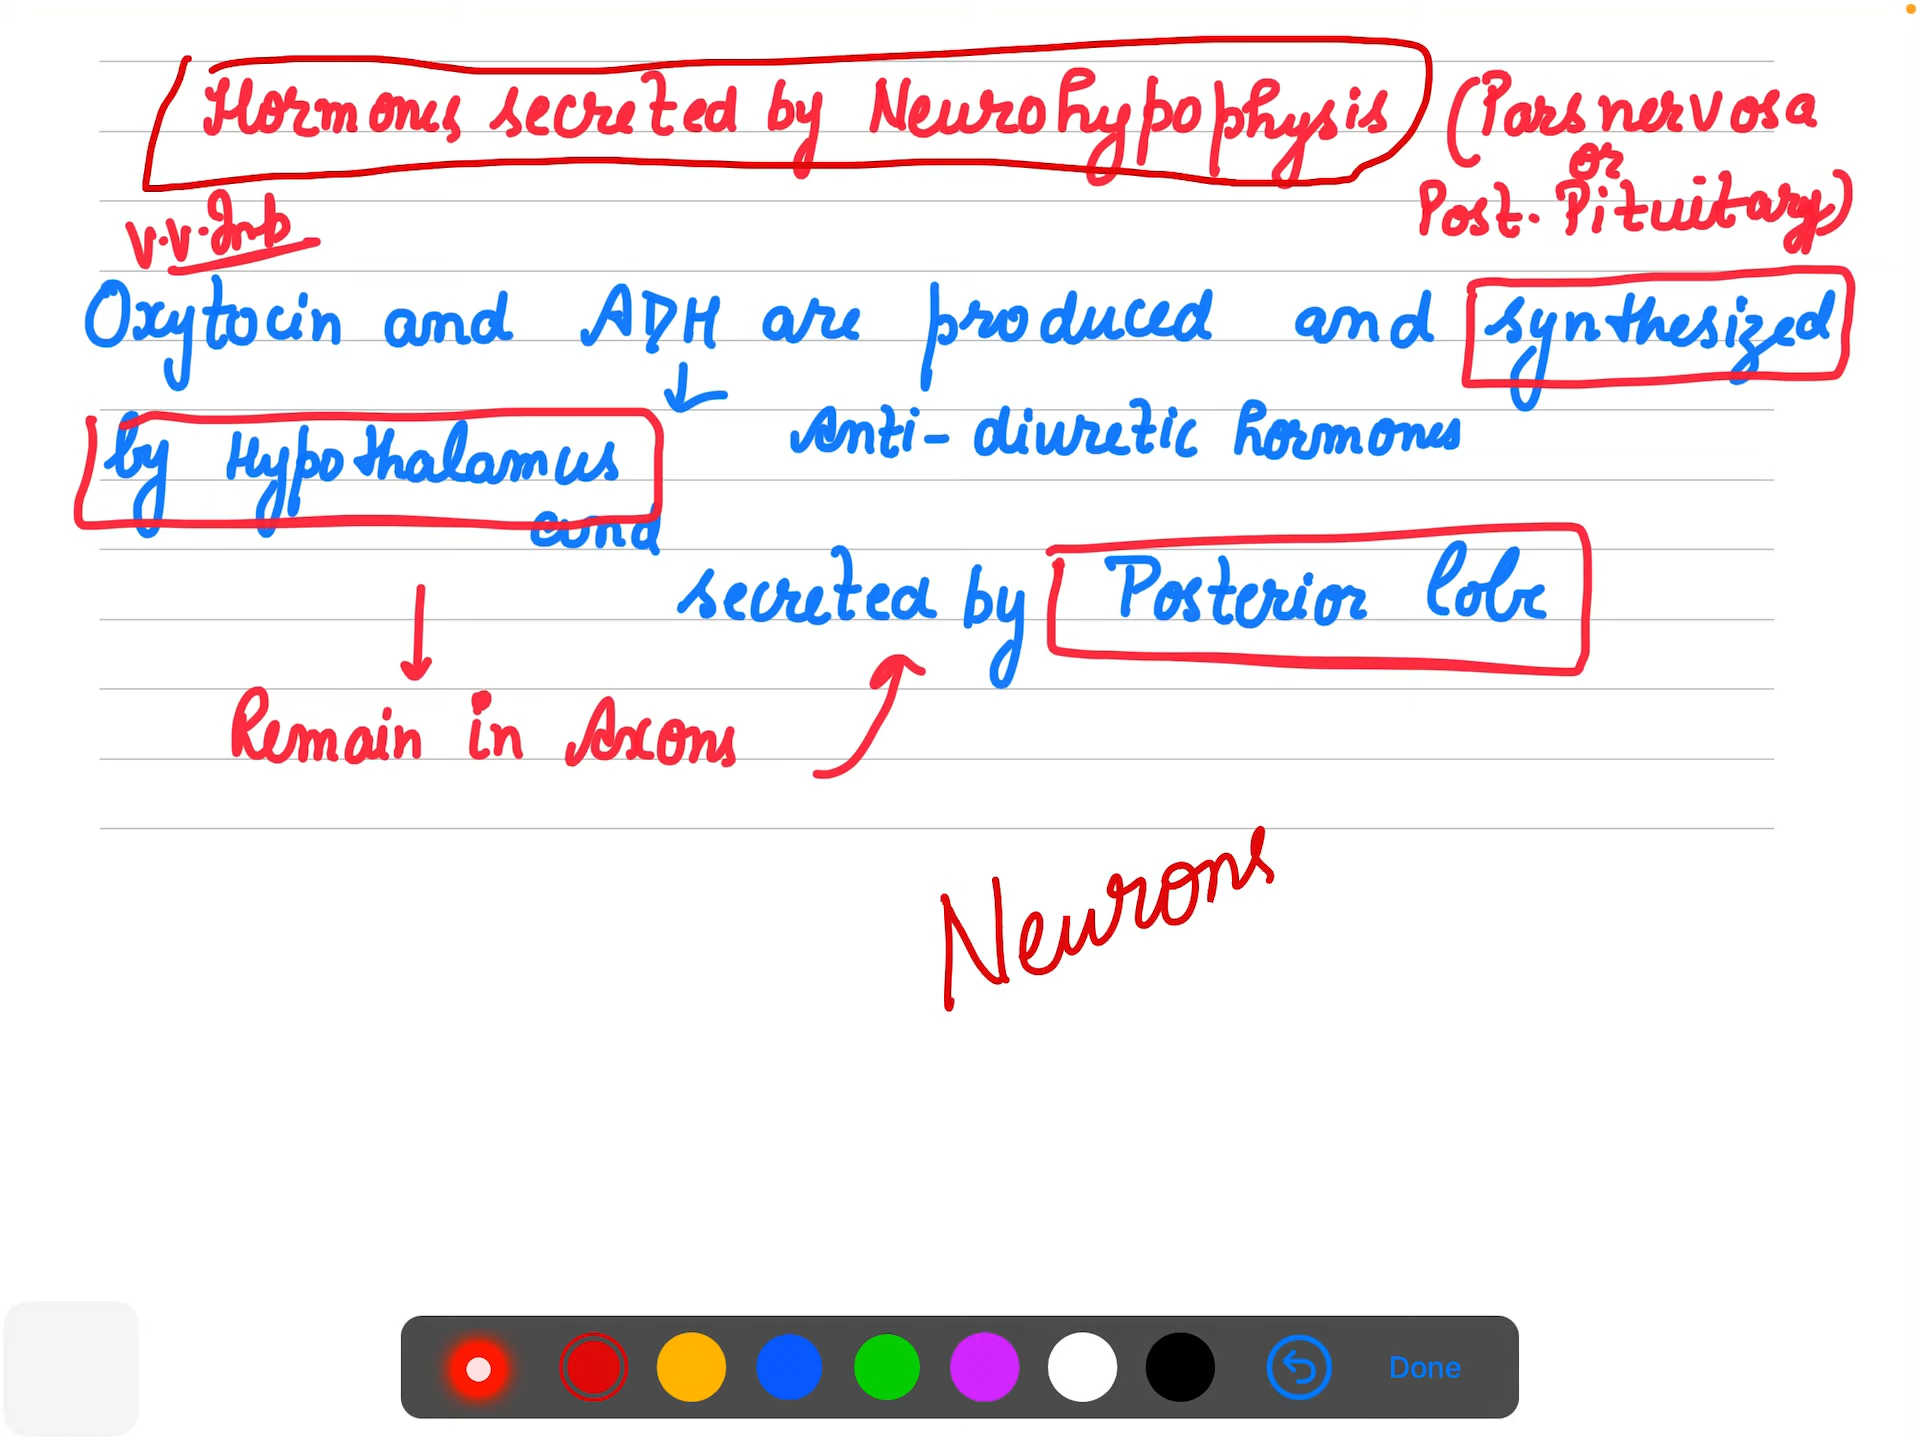 Hormones secreted by Neurohypophysis (Pars nervosa
or
Post. Pituitary)
V.V. Imp
Oxytocin and ADH are produced and synthesized
by Hypothalamus Anti-diuretic hormones
and
secreted by Posterior lobe
Remain in Axons
Neurons
Done